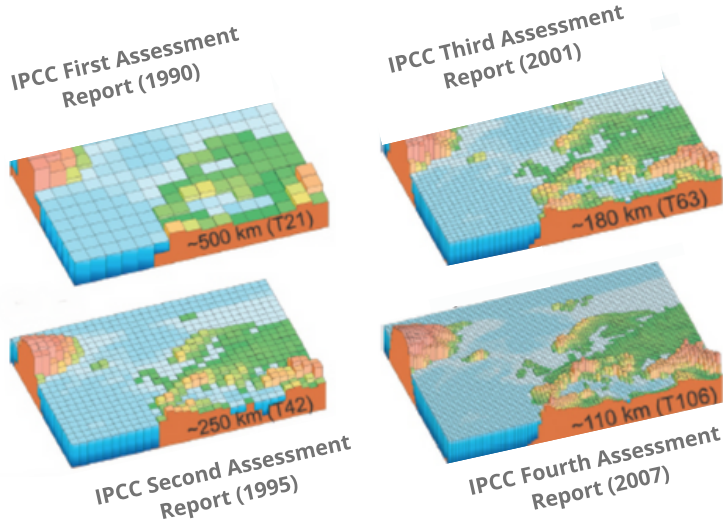 IPCC First Assessment
Report (1990)
~500 km (T21)
IPCC Third Assessment
Report (2001)
~180 km (T63)
~250 km (T42)
IPCC Second Assessment
Report (1995)
~110 km (T106)
IPCC Fourth Assessment
Report (2007)